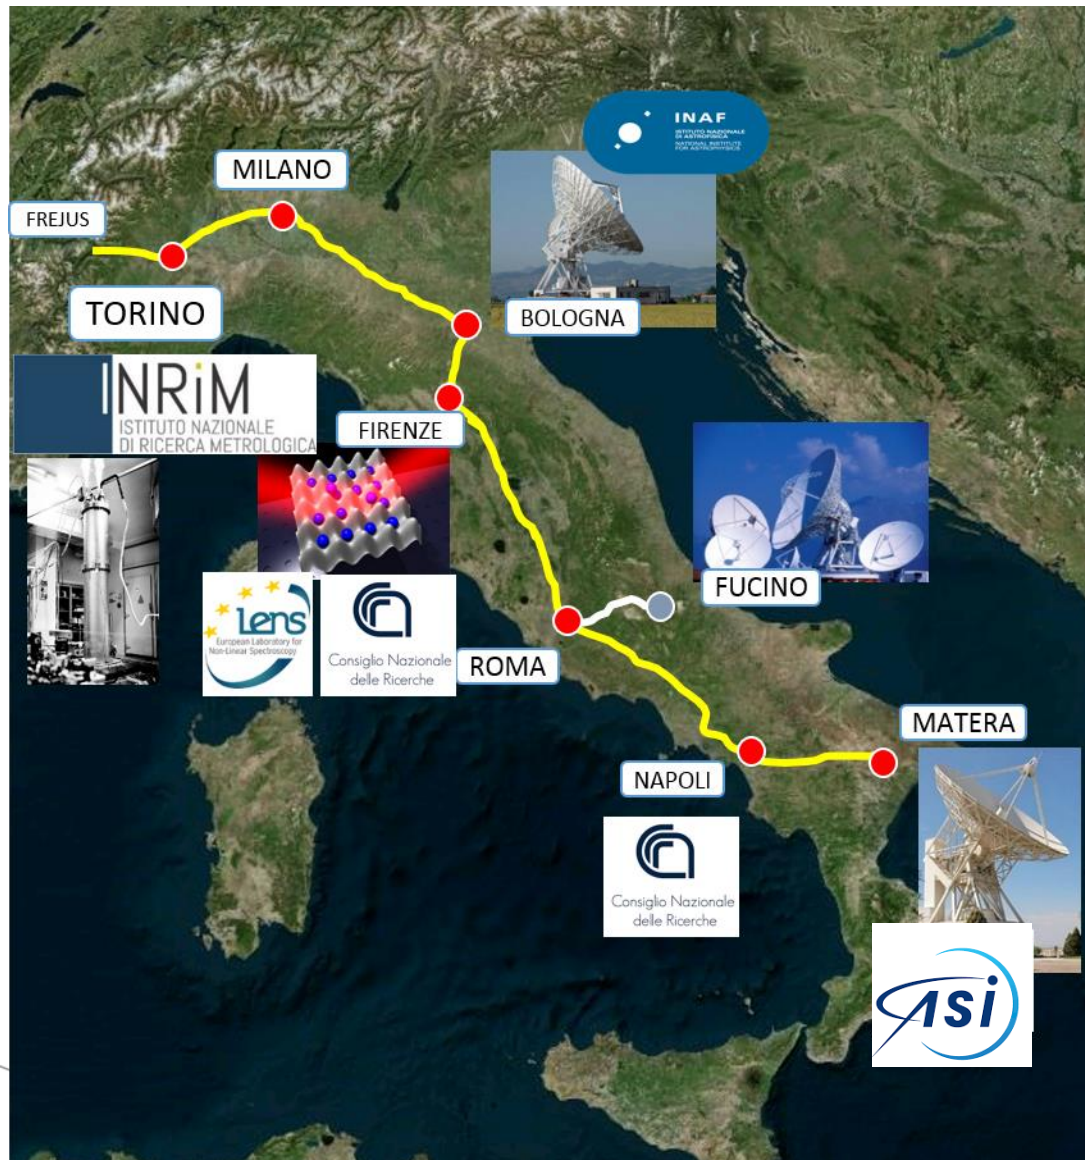 INAF
ISTITUTO NAZIONALE
DI ASTROFISICA
NATIONAL INSTITUTE
FOR ASTROPHYSICS
MILANO
FREJUS
TORINO
BOLOGNA
INRiM
ISTITUTO NAZIONALE
DI RICERCA METROLOGICA
FIRENZE
FUCINO
Lens
European Laboratory for
Non-Linear Spectroscopy
Consiglio Nazionale
delle Ricerche
ROMA
MATERA
NAPOLI
Consiglio Nazionale
delle Ricerche
ASI